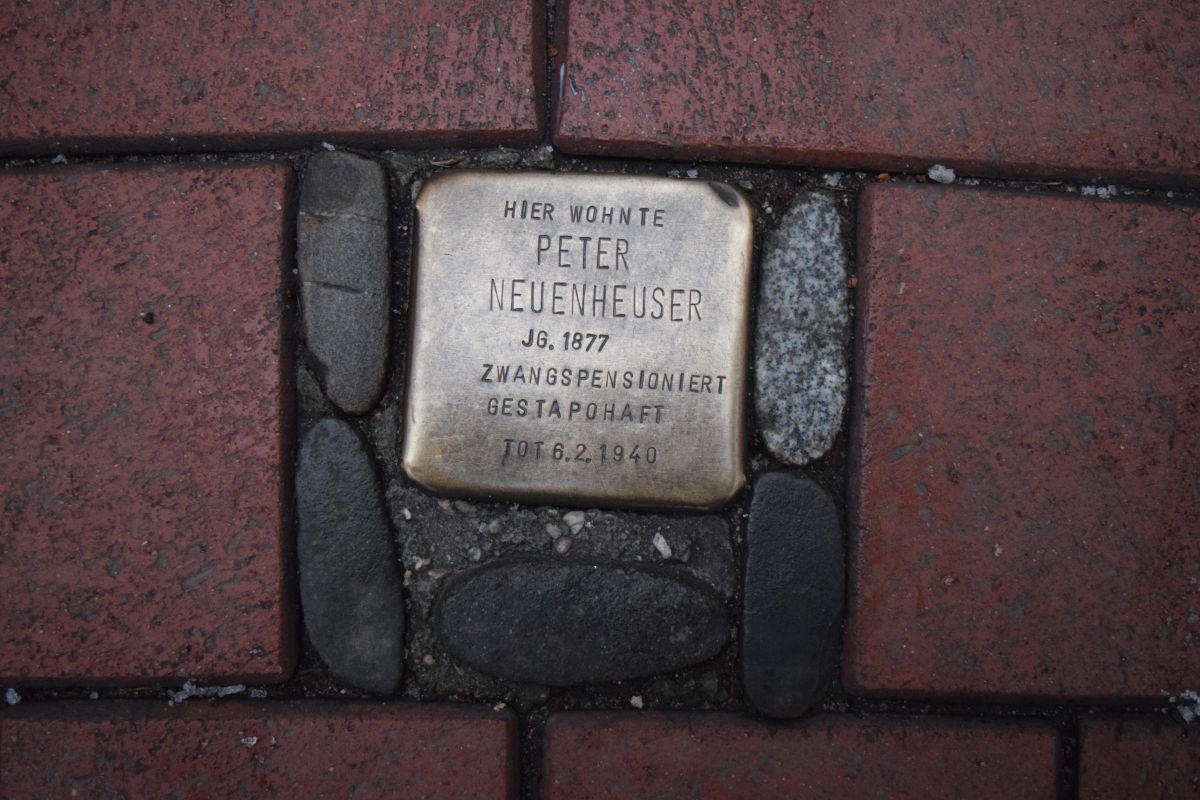 HIER WOHNTE
PETER
NEUENHEUSER
JG. 1877
ZWANGSPENSIONIERT
GESTAPOHAFT
TOT 6.2.1940